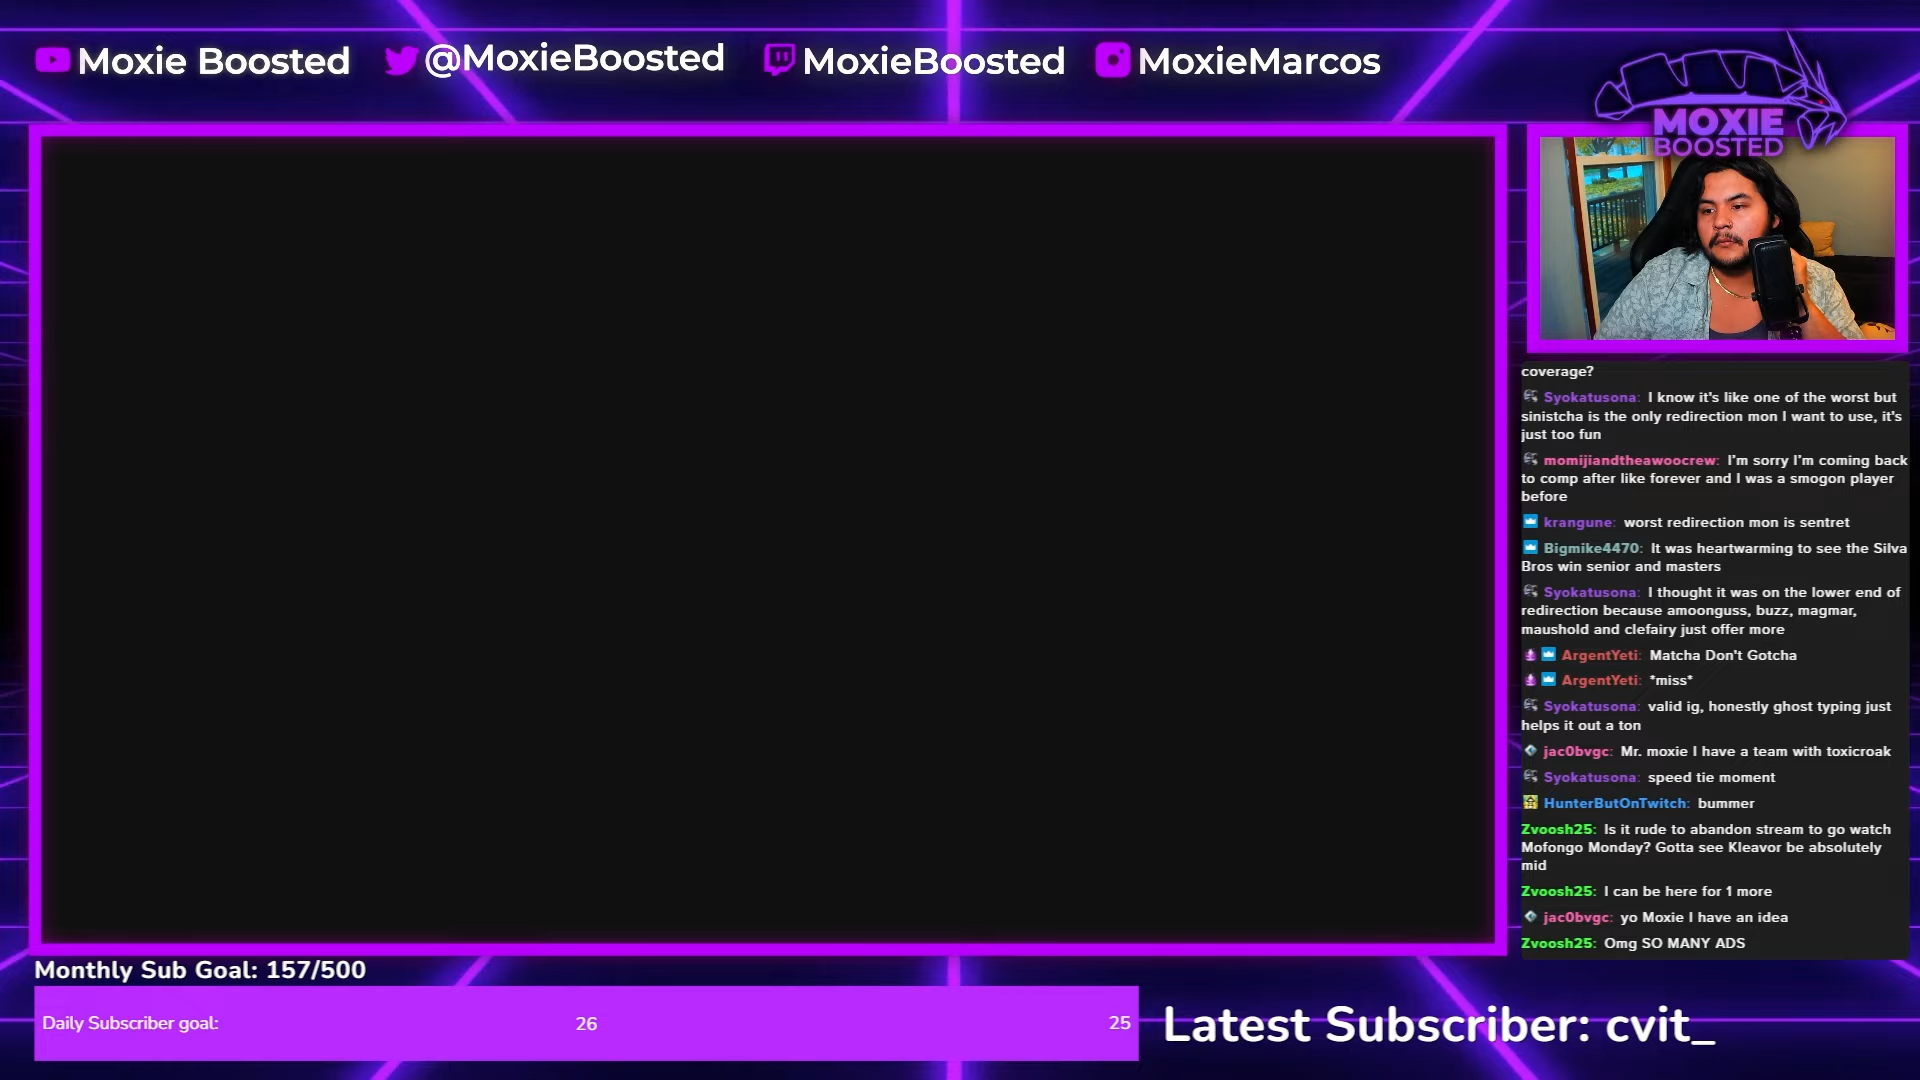 Moxie Boosted @MoxieBoosted MoxieBoosted MoxieMarcos
MOXIE
BOOSTED
coverage?
Syokatusona: I know it's like one of the worst but
sinistcha is the only redirection mon I want to use, it's
just too fun
momijiandtheawoocrew: I'm sorry I'm coming back
to comp after like forever and I was a smogon player
before
krangune: worst redirection mon is sentret
Bigmike4470: It was heartwarming to see the Silva
Bros win senior and masters
Syokatusona: I thought it was on the lower end of
redirection because amoonguss, buzz, magmar,
maushold and clefairy just offer more
ArgentYeti: Matcha Don't Gotcha
ArgentYeti: *miss*
Syokatusona: valid ig, honestly ghost typing just
helps it out a ton
jac0bvgc: Mr. moxie I have a team with toxicroak
Syokatusona: speed tie moment
HunterButOnTwitch: bummer
Zvoosh25: Is it rude to abandon stream to go watch
Mofongo Monday? Gotta see Kleavor be absolutely
mid
Zvoosh25: I can be here for 1 more
jac0bvgc: yo Moxie I have an idea
Zvoosh25: Omg SO MANY ADS
Monthly Sub Goal: 157/500
Daily Subscriber goal: 26 25
Latest Subscriber: cvit_